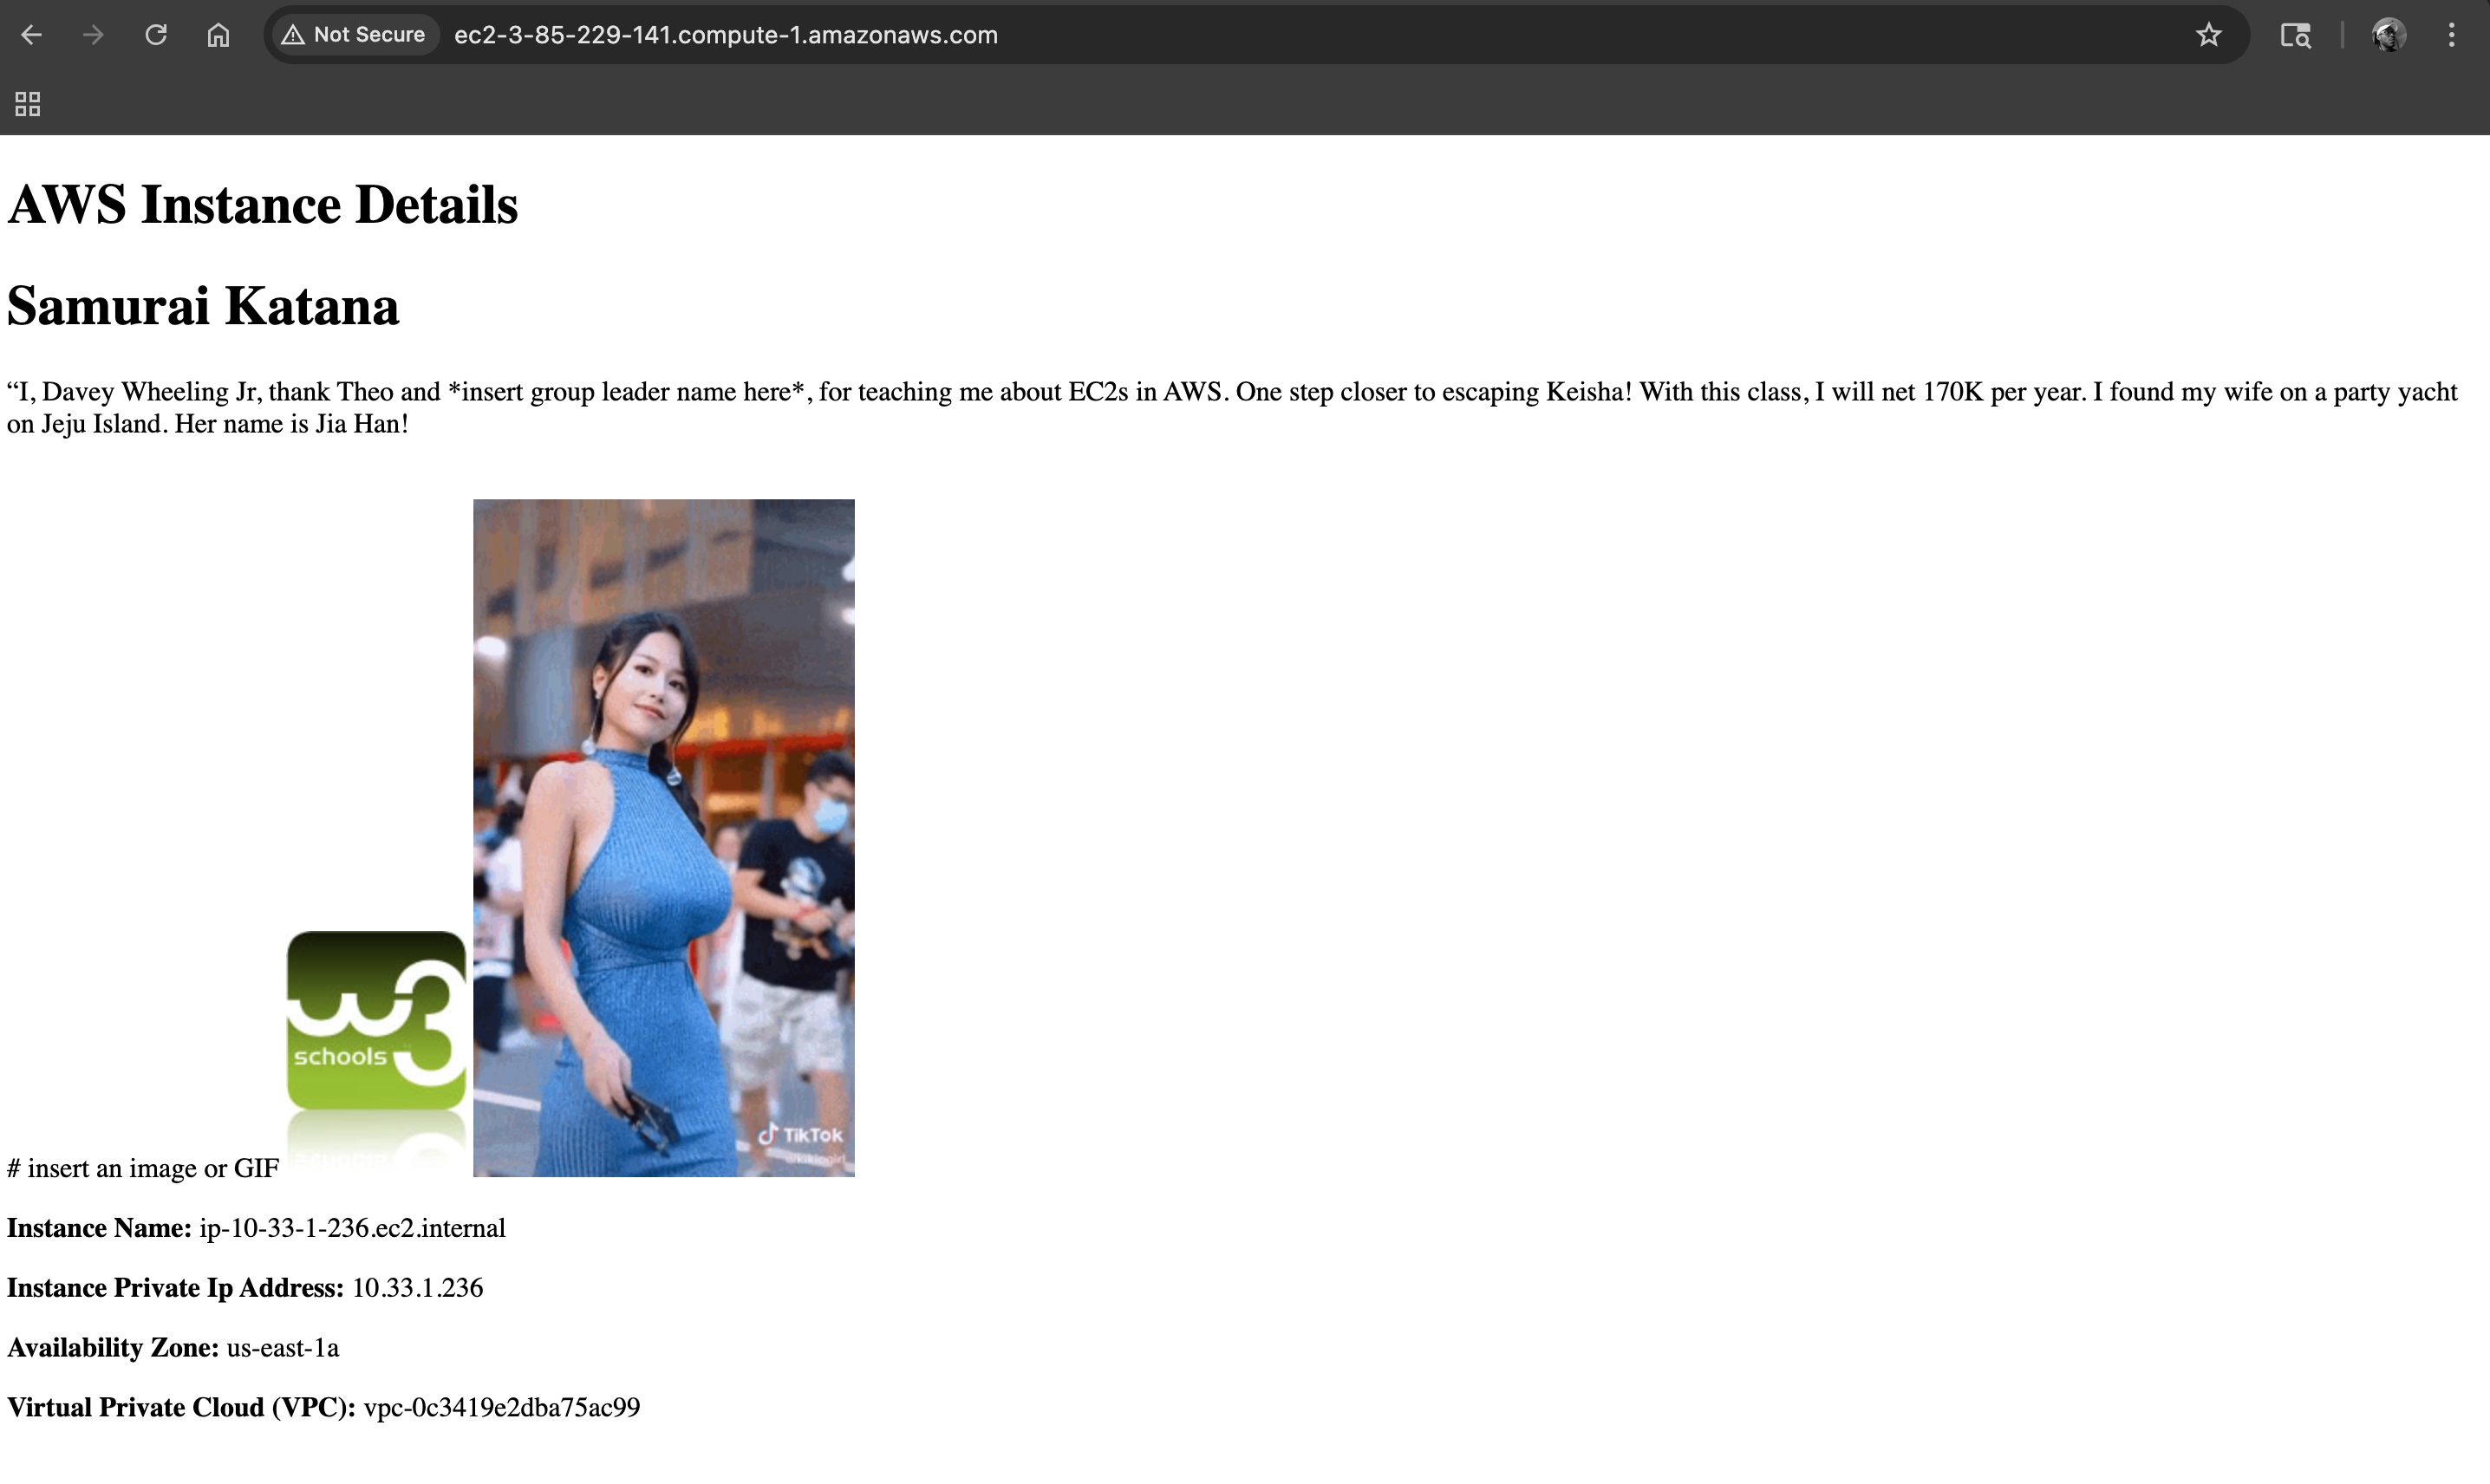 Not Secure ec2-3-85-229-141.compute-1.amazonaws.com
AWS Instance Details
Samurai Katana
“I, Davey Wheeling Jr, thank Theo and *insert group leader name here*, for teaching me about EC2s in AWS. One step closer to escaping Keisha! With this class, I will net 170K per year. I found my wife on a party yacht
on Jeju Island. Her name is Jia Han!
w3
schools
TikTok
# insert an image or GIF
Instance Name: ip-10-33-1-236.ec2.internal
Instance Private Ip Address: 10.33.1.236
Availability Zone: us-east-1a
Virtual Private Cloud (VPC): vpc-0c3419e2dba75ac99